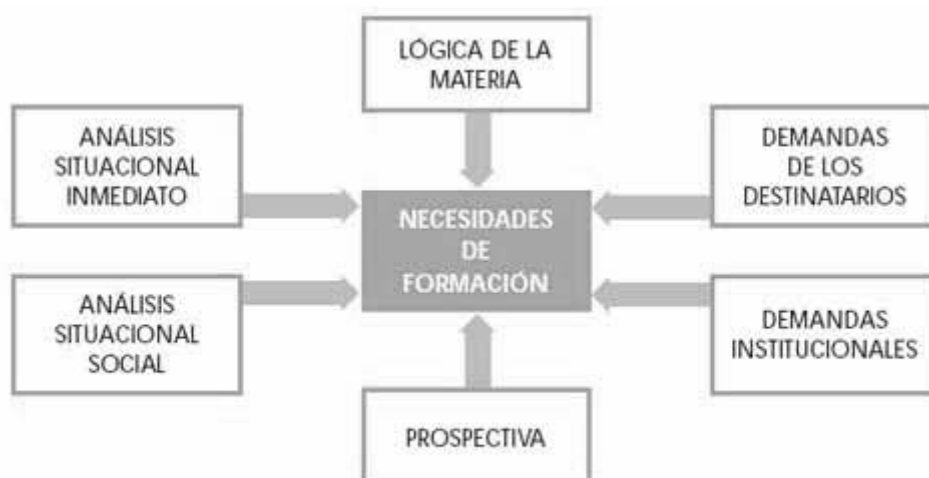 LÓGICA DE LA
MATERIA
ANÁLISIS
SITUACIONAL
INMEDIATO
DEMANDAS
DE LOS
DESTINATARIOS
NECESIDADES
DE
FORMACIÓN
ANÁLISIS
SITUACIONAL
SOCIAL
DEMANDAS
INSTITUCIONALES
PROSPECTIVA